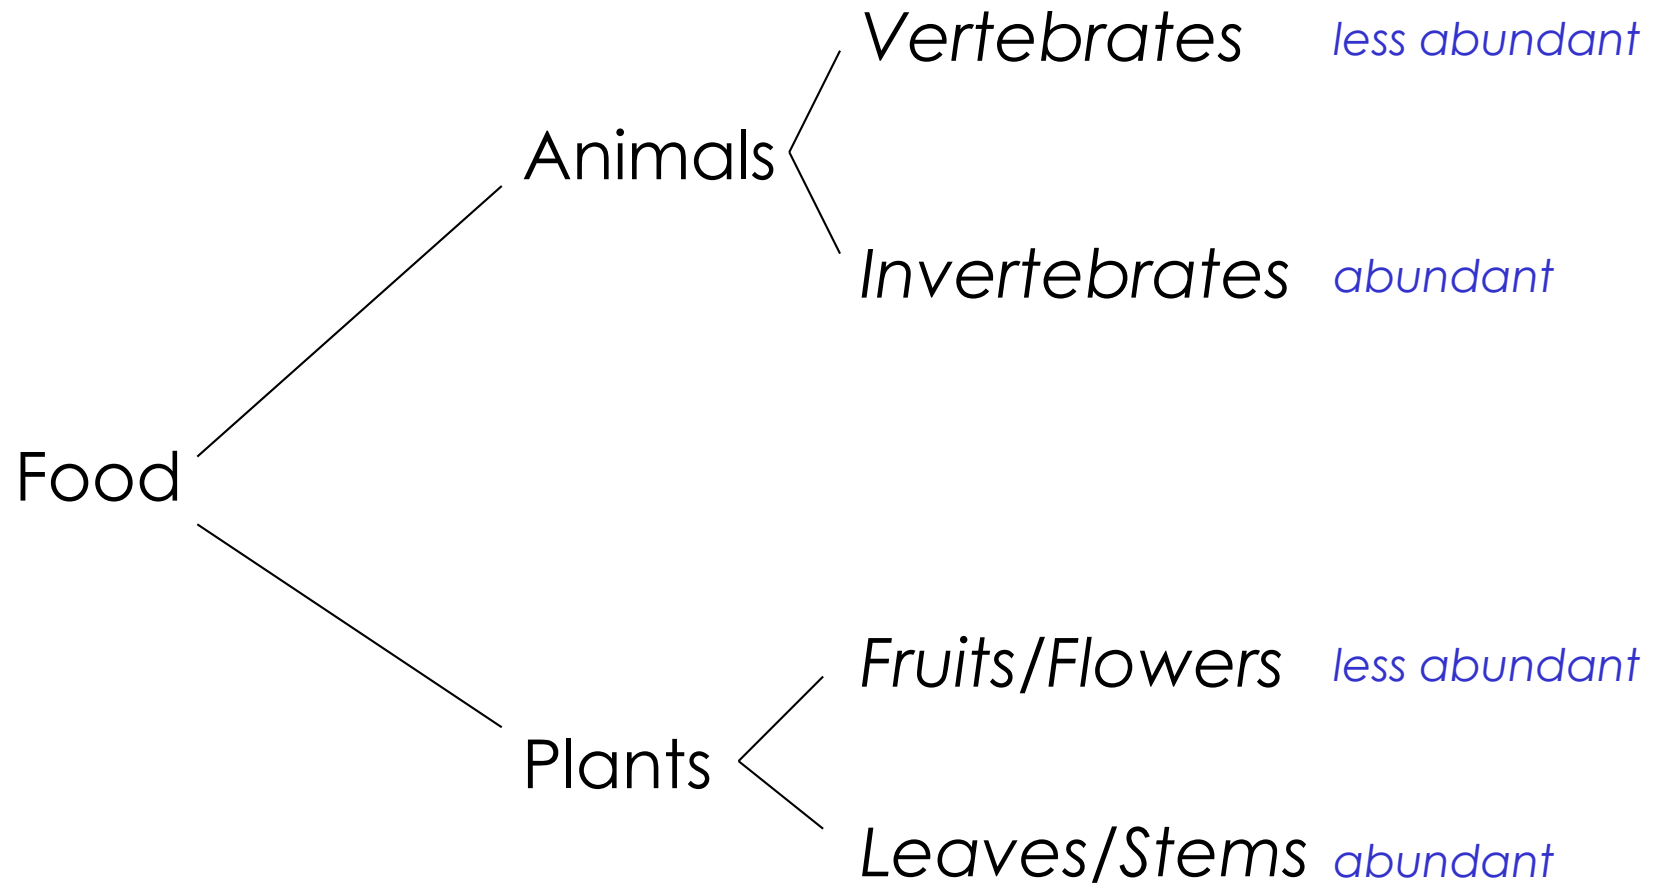 Vertebrates less abundant
Animals
Invertebrates abundant
Food
Fruits/Flowers less abundant
Plants
Leaves/Stems abundant